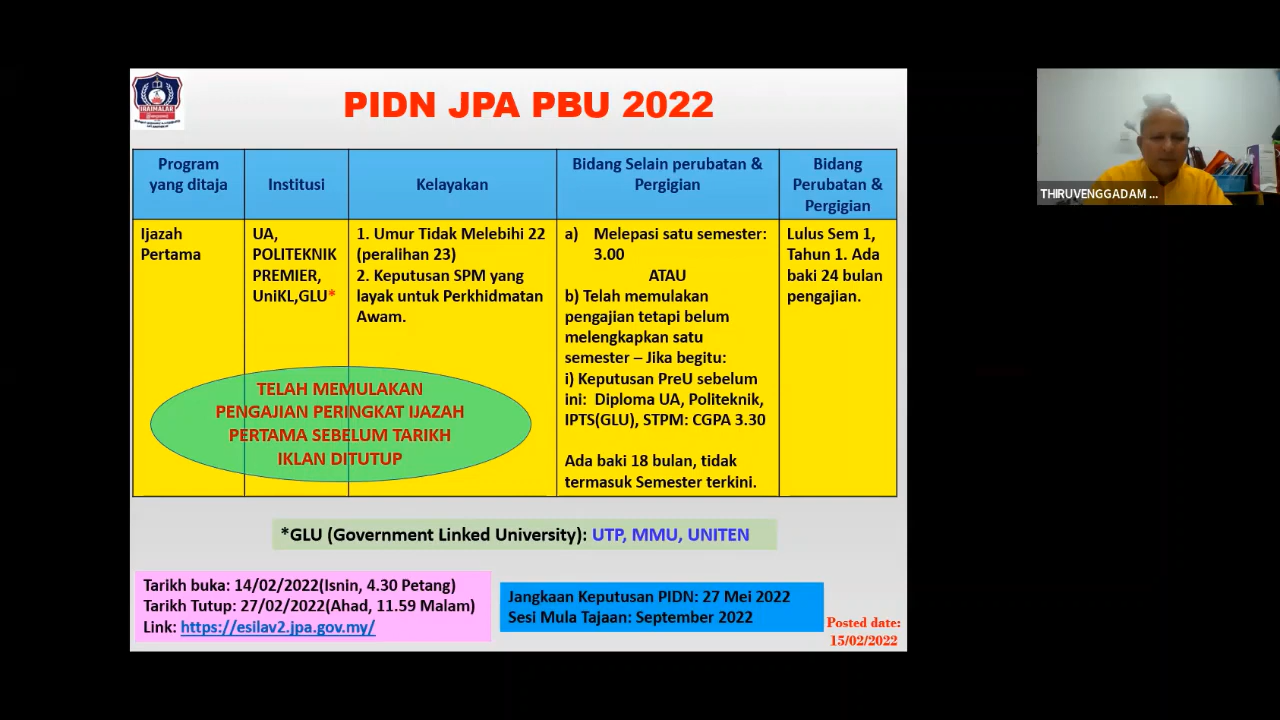 PIDN JPA PBU 2022
Program
yang ditaja
Institusi
Kelayakan
Bidang Selain perubatan &
Pergigian
Bidang
Perubatan &
Pergigian
Ijazah
Pertama
UA,
POLITEKNIK
PREMIER,
UniKL,GLU*
1. Umur Tidak Melebihi 22
(peralihan 23)
2. Keputusan SPM yang
layak untuk Perkhidmatan
Awam.
a) Melepasi satu semester:
3.00
ATAU
b) Telah memulakan
pengajian tetapi belum
melengkapkan satu
semester – Jika begitu:
i) Keputusan PreU sebelum
ini: Diploma UA, Politeknik,
IPTS(GLU), STPM: CGPA 3.30
Ada baki 18 bulan, tidak
termasuk Semester terkini.
Lulus Sem 1,
Tahun 1. Ada
baki 24 bulan
pengajian.
TELAH MEMULAKAN
PENGAJIAN PERINGKAT IJAZAH
PERTAMA SEBELUM TARIKH
IKLAN DITUTUP
*GLU (Government Linked University): UTP, MMU, UNITEN
Tarikh buka: 14/02/2022(Isnin, 4.30 Petang)
Tarikh Tutup: 27/02/2022(Ahad, 11.59 Malam)
Link: https://esilav2.jpa.gov.my/
Jangkaan Keputusan PIDN: 27 Mei 2022
Sesi Mula Tajaan: September 2022
Posted date:
15/02/2022
THIRUVENGGADAM ...